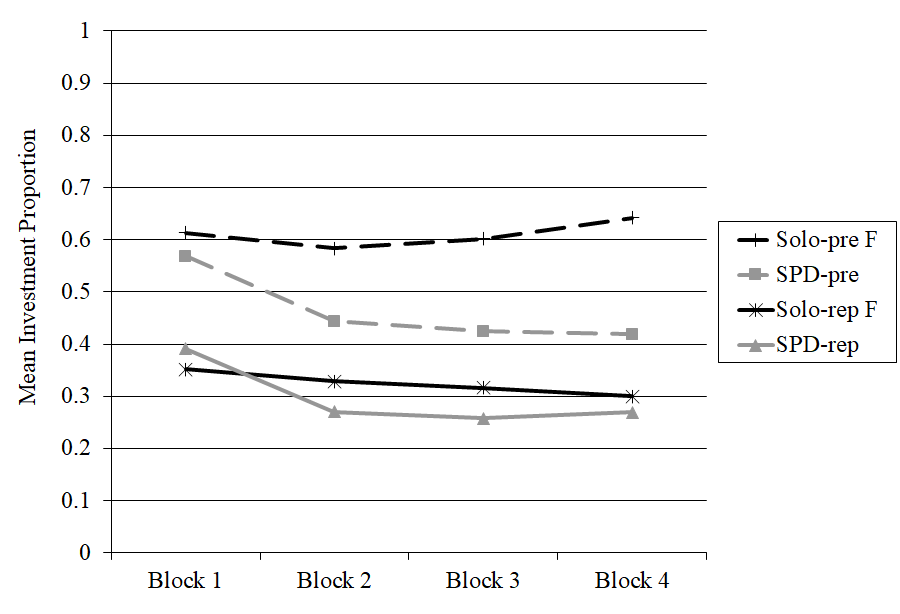 1
0.9
0.8
0.7
0.6
0.5
0.4
0.3
0.2
0.1
0
Mean Investment Proportion
Block 1 Block 2 Block 3 Block 4
Solo-pre F
SPD-pre
Solo-rep F
SPD-rep